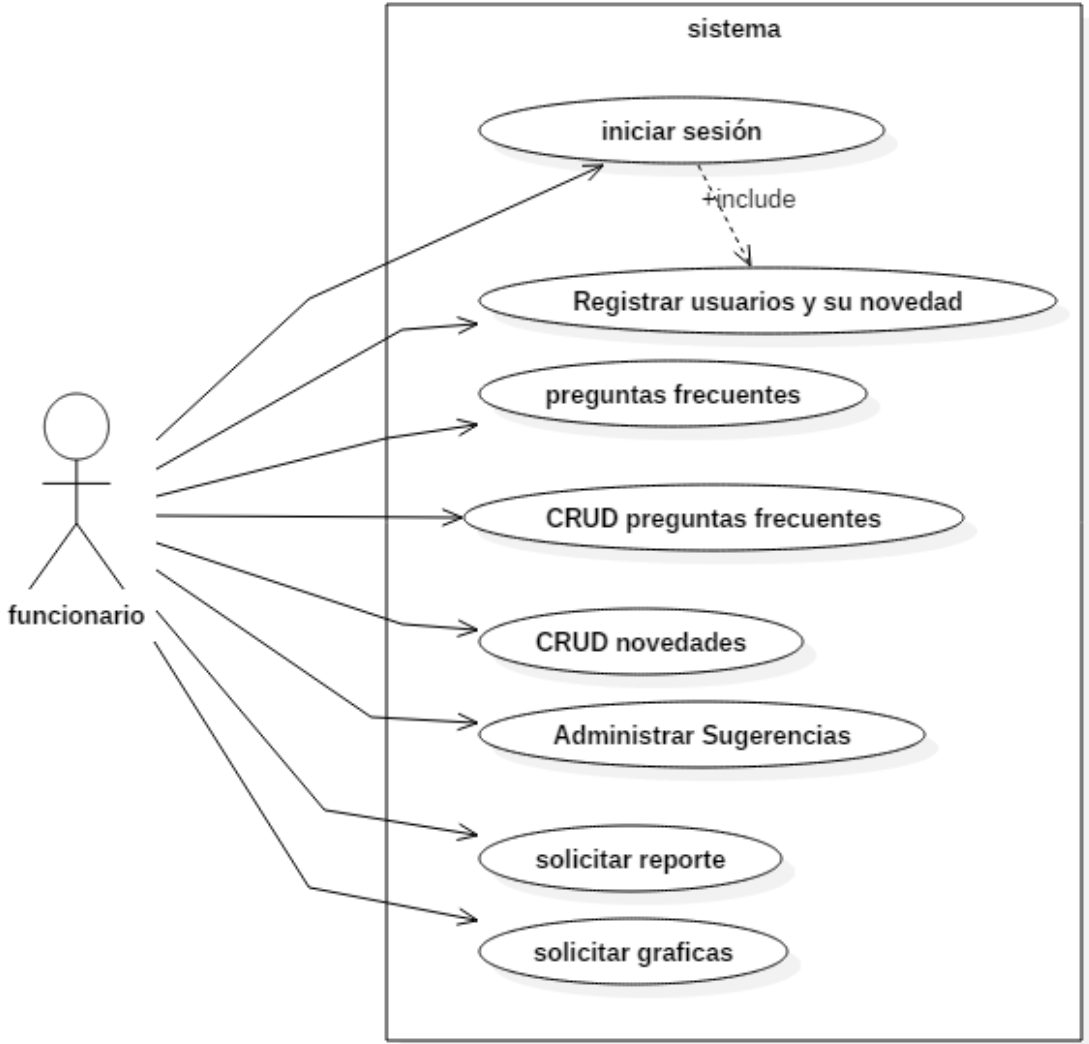 sistema
iniciar sesión
+include
Registrar usuarios y su novedad
preguntas frecuentes
CRUD preguntas frecuentes
funcionario
CRUD novedades
Administrar Sugerencias
solicitar reporte
solicitar graficas